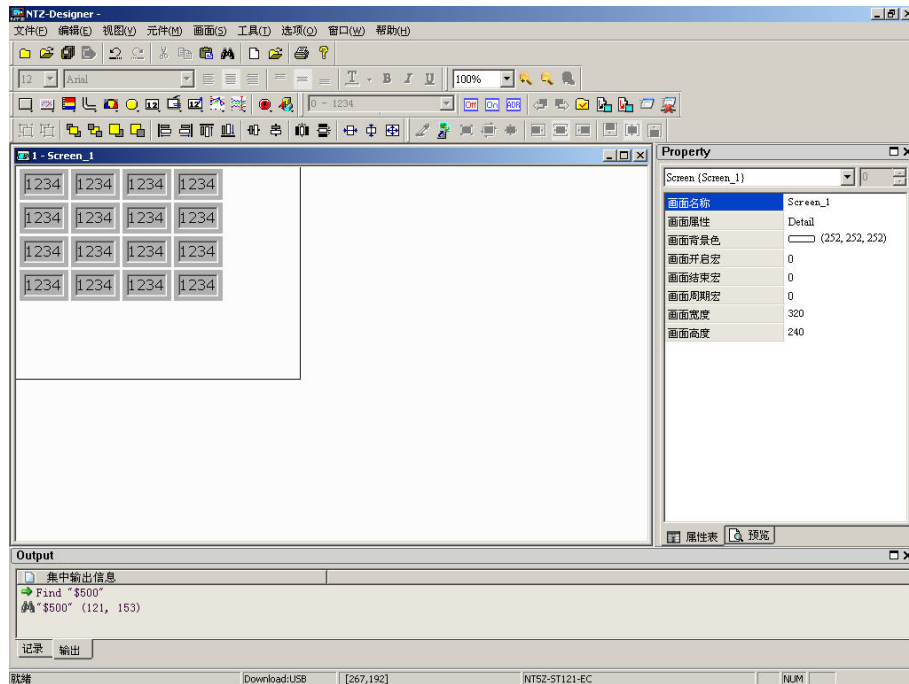 NTZ-Designer -
文件(F) 编辑(E) 视图(V) 元件(M) 画面(S) 工具(T) 选项(O) 窗口(W) 帮助(H)
12 Arial T B I U 100%
0 - 1234 Off On ADR
1 - Screen_1
1234 1234 1234 1234
1234 1234 1234 1234
1234 1234 1234 1234
1234 1234 1234 1234
Property
Screen {Screen_1} 0
画面名称 Screen_1
画面属性 Detail
画面背景色 (252, 252, 252)
画面开启宏 0
画面结束宏 0
画面周期宏 0
画面宽度 320
画面高度 240
属性表 预览
Output
集中输出信息
Find "$500"
"$500" (121, 153)
记录 输出
就绪 Download:USB [267,192] NT5Z-ST121-EC NUM